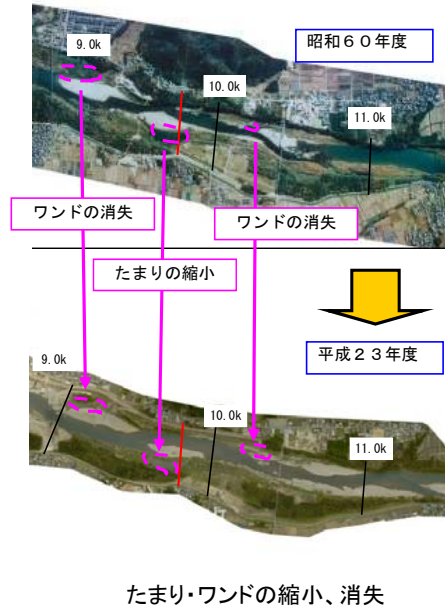 昭和６０年度
9.0k
10.0k
11.0k
ワンドの消失
ワンドの消失
たまりの縮小
平成２３年度
9.0k
10.0k
11.0k
たまり・ワンドの縮小、消失